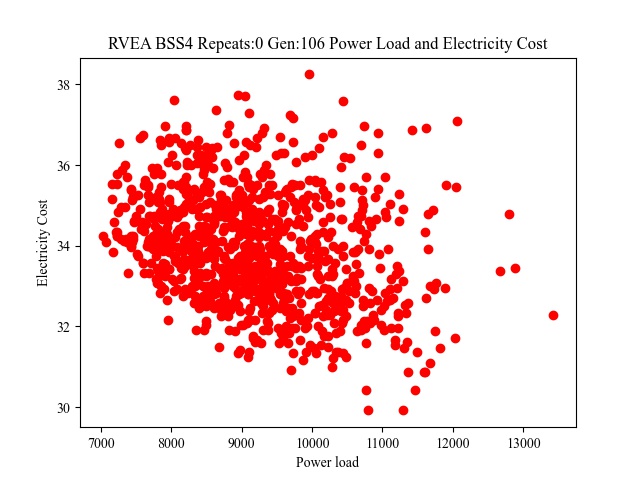 RVEA BSS4 Repeats:0 Gen:106 Power Load and Electricity Cost
38
36
34
32
30
Electricity Cost
7000 8000 9000 10000 11000 12000 13000
Power load